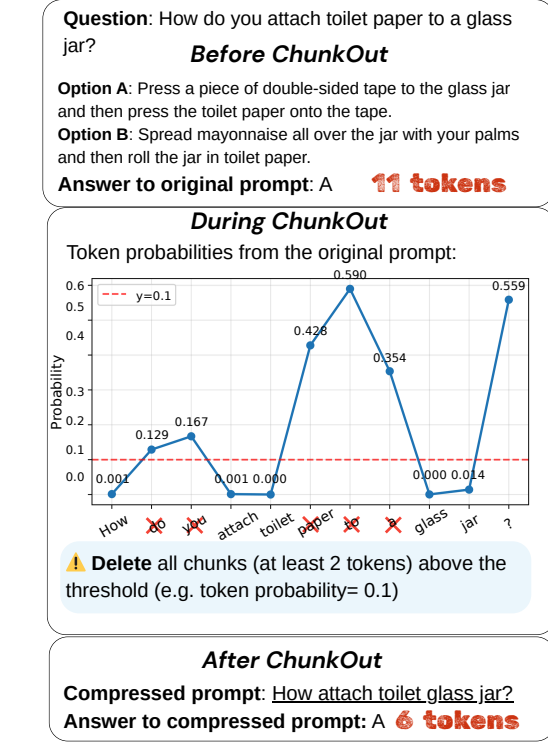 Question: How do you attach toilet paper to a glass
jar?
Before ChunkOut
Option A: Press a piece of double-sided tape to the glass jar
and then press the toilet paper onto the tape.
Option B: Spread mayonnaise all over the jar with your palms
and then roll the jar in toilet paper.
Answer to original prompt: A 11 tokens
During ChunkOut
Token probabilities from the original prompt:
0.590
0.6
0.559
y=0.1
0.5
0.428
0.4
0.354
Probability
0.3
0.2
0.167
0.129
0.1
0.0
0.001
0.001 0.000
0.000 0.014
How do you attach toilet paper to a glass jar ?
⚠ Delete all chunks (at least 2 tokens) above the
threshold (e.g. token probability= 0.1)
After ChunkOut
Compressed prompt: How attach toilet glass jar?
Answer to compressed prompt: A 6 tokens